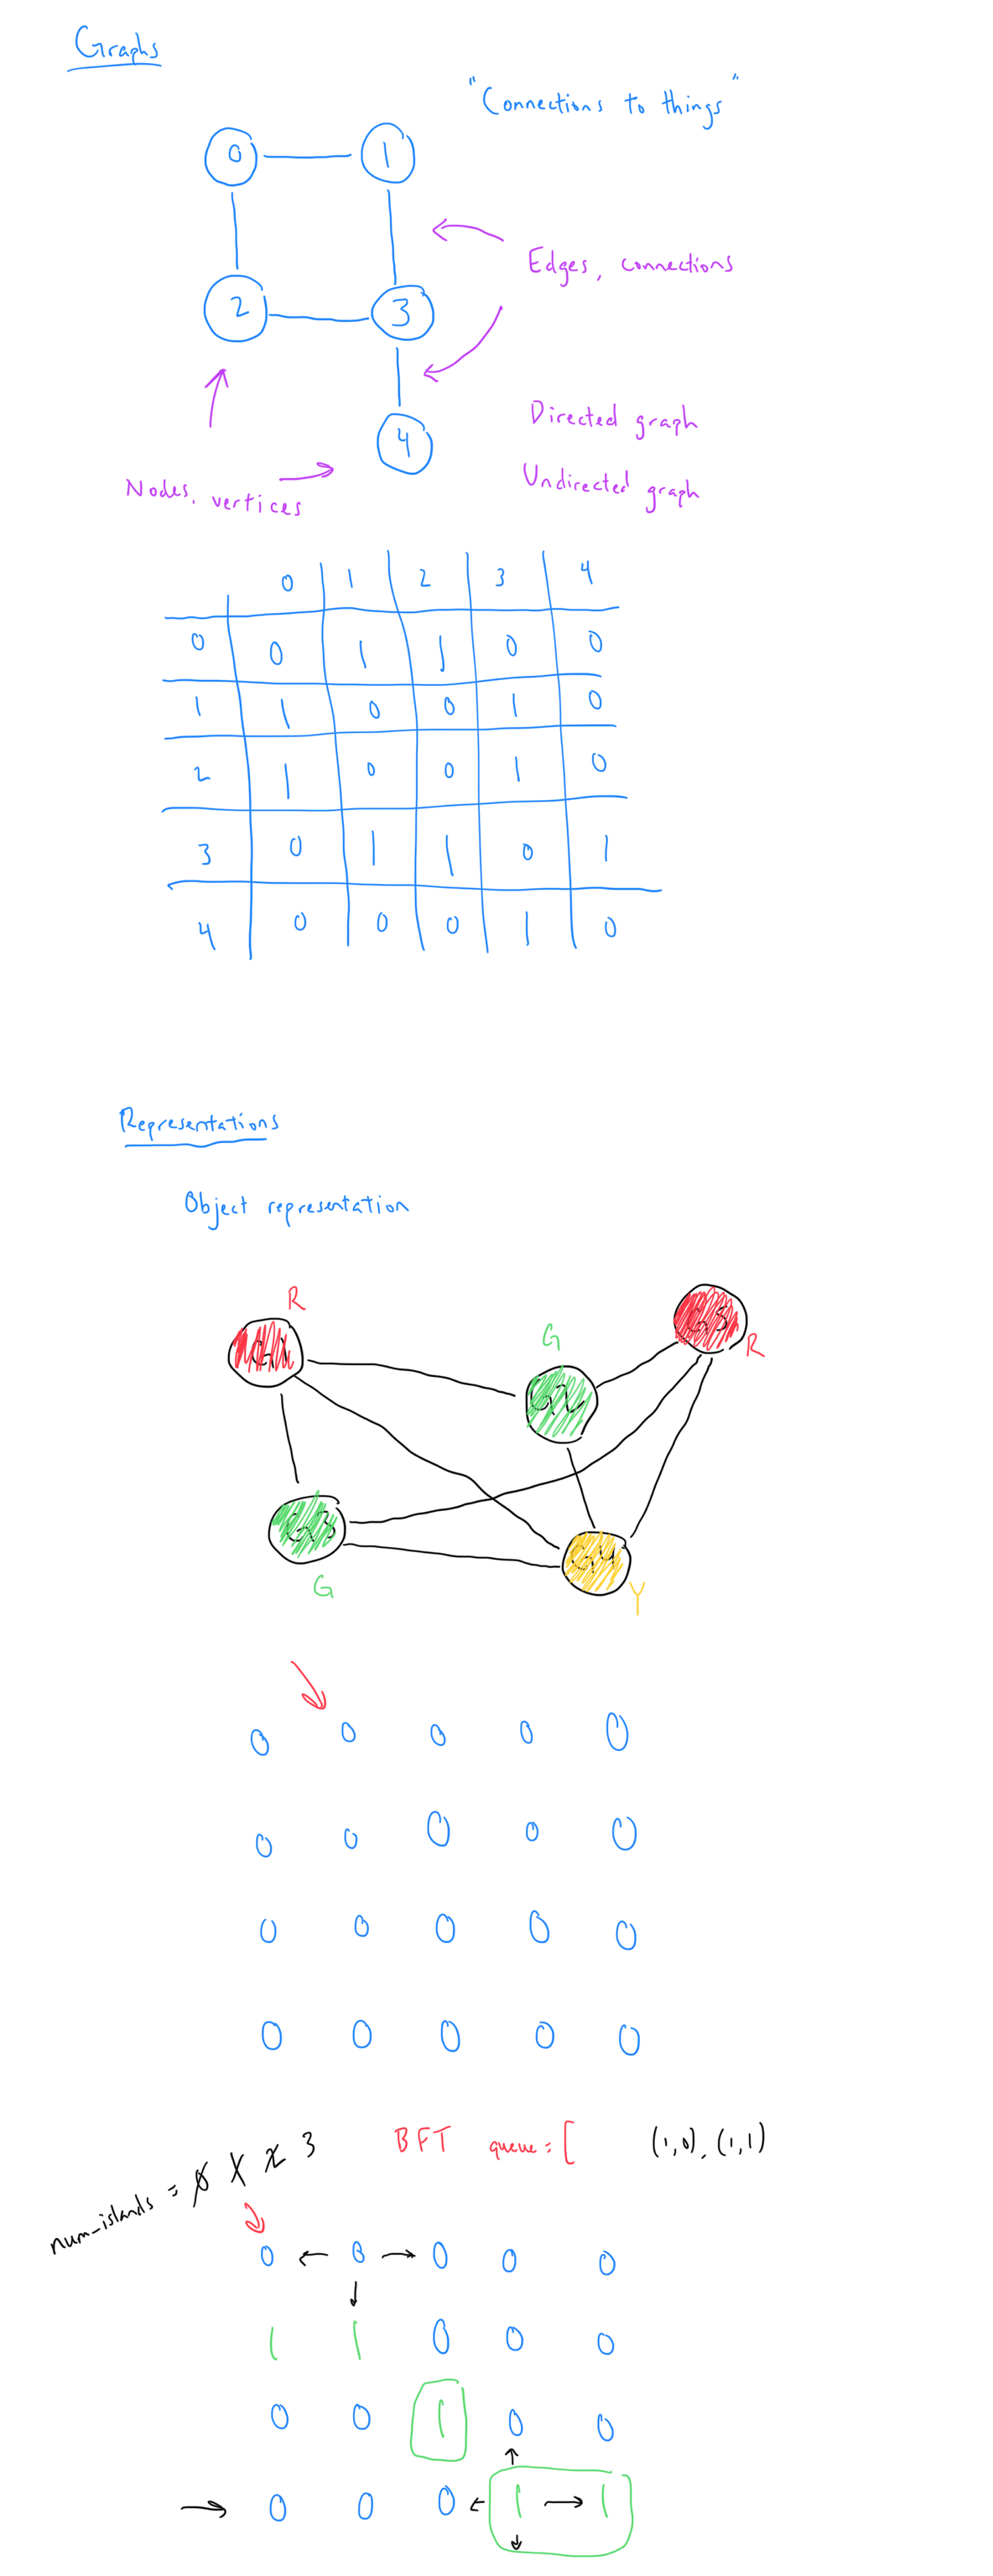 Graphs
"Connections to things"
0 1
Edges, connections
2 3
Directed graph
4
Undirected graph
Nodes, vertices
0 1 2 3 4
0 0 1 1 0 0
1 1 0 0 1 0
2 1 0 0 1 0
3 0 1 1 0 1
4 0 0 0 1 0
Representations
Object representation
R
G
G5
R
G1
G2
G3
G4
G
Y
0 0 0 0 0
0 0 0 0 0
0 0 0 0 0
0 0 0 0 0
BFT queue = [ (1,0), (1,1)
num_islands = 0 1 2 3
0 0 0 0 0
1 1 0 0 0
0 0 1 0 0
0 0 0 1 1